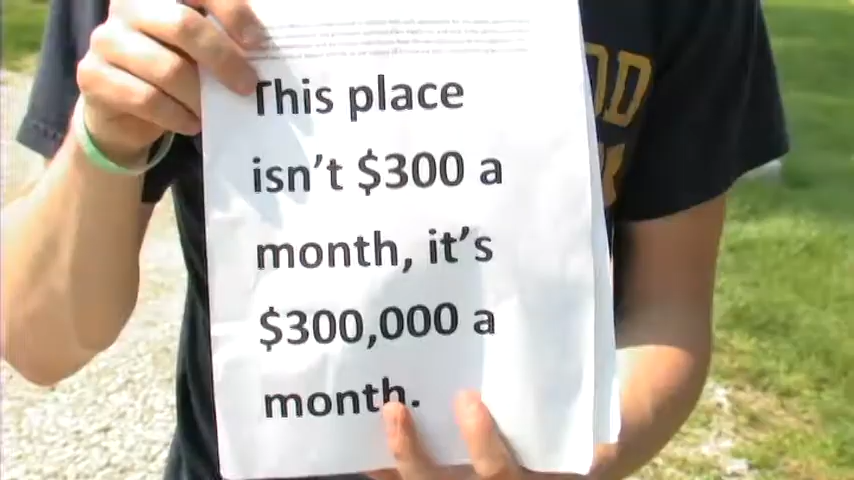 This place
isn't $300 a
month, it's
$300,000 a
month.